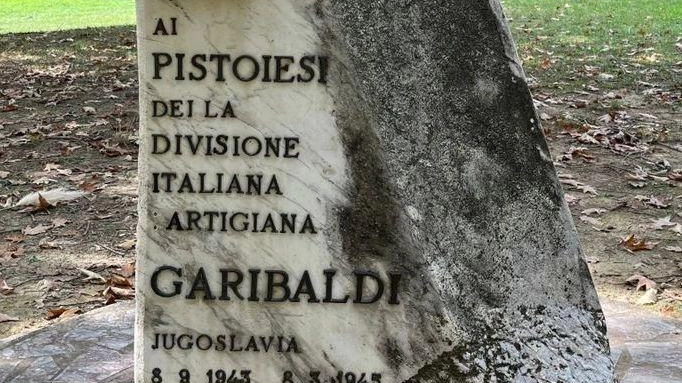 AI
PISTOIESI
DEI LA
DIVISIONE
ITALIANA
ARTIGIANA
GARIBALDI
JUGOSLAVIA
8 9 1943 8 3 1945